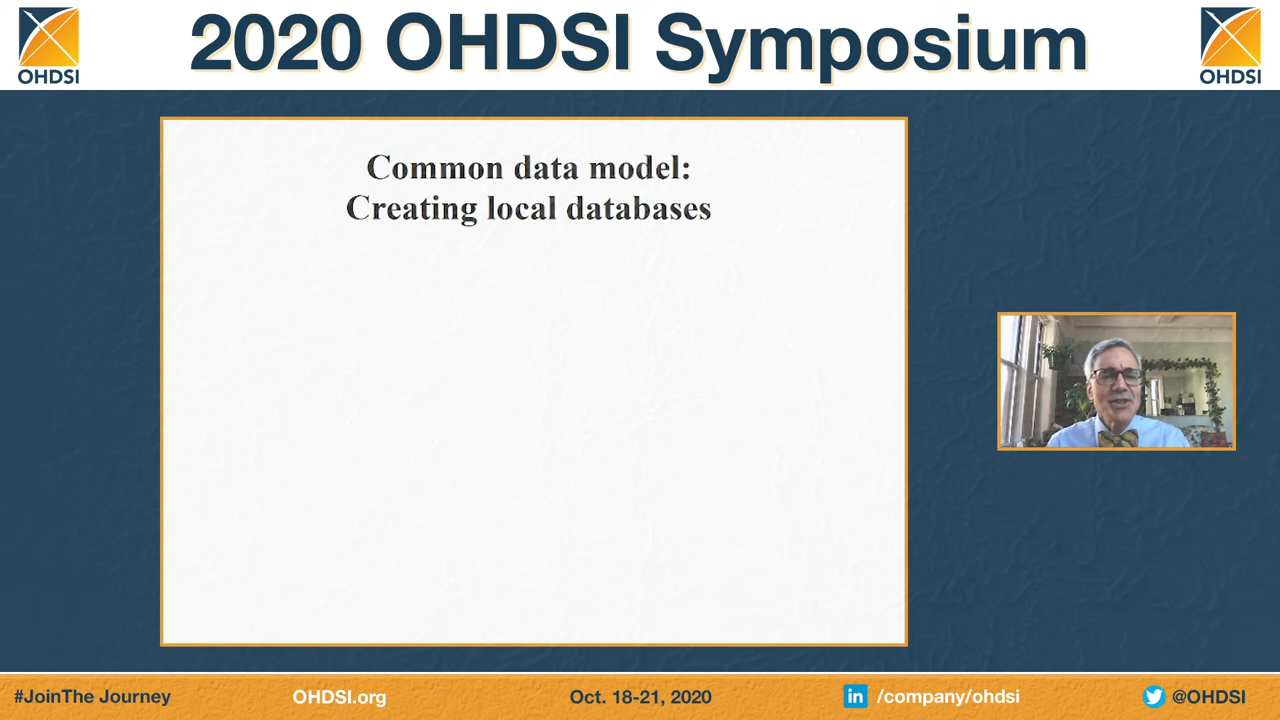 OHDSI
2020 OHDSI Symposium
OHDSI
Common data model:
Creating local databases
#JoinThe Journey
OHDSI.org
Oct. 18-21, 2020
in /company/ohdsi
@OHDSI